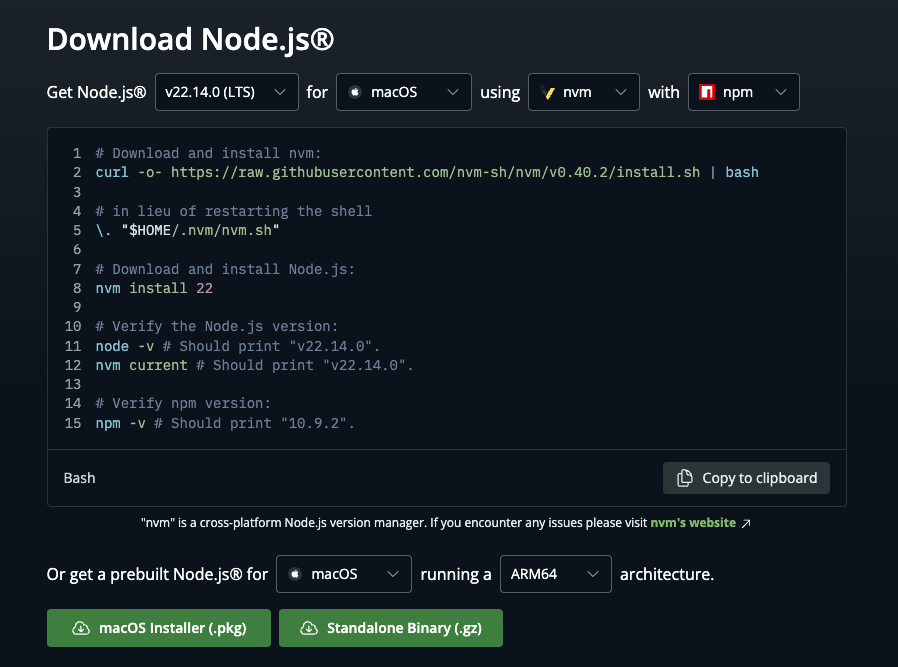 Download Node.js®
Get Node.js® v22.14.0 (LTS) for macOS using nvm with npm
1 # Download and install nvm:
2 curl -o- https://raw.githubusercontent.com/nvm-sh/nvm/v0.40.2/install.sh | bash
3
4 # in lieu of restarting the shell
5 \. "$HOME/.nvm/nvm.sh"
6
7 # Download and install Node.js:
8 nvm install 22
9
10 # Verify the Node.js version:
11 node -v # Should print "v22.14.0".
12 nvm current # Should print "v22.14.0".
13
14 # Verify npm version:
15 npm -v # Should print "10.9.2".
Bash Copy to clipboard
"nvm" is a cross-platform Node.js version manager. If you encounter any issues please visit nvm's website ↗
Or get a prebuilt Node.js® for macOS running a ARM64 architecture.
macOS Installer (.pkg) Standalone Binary (.gz)